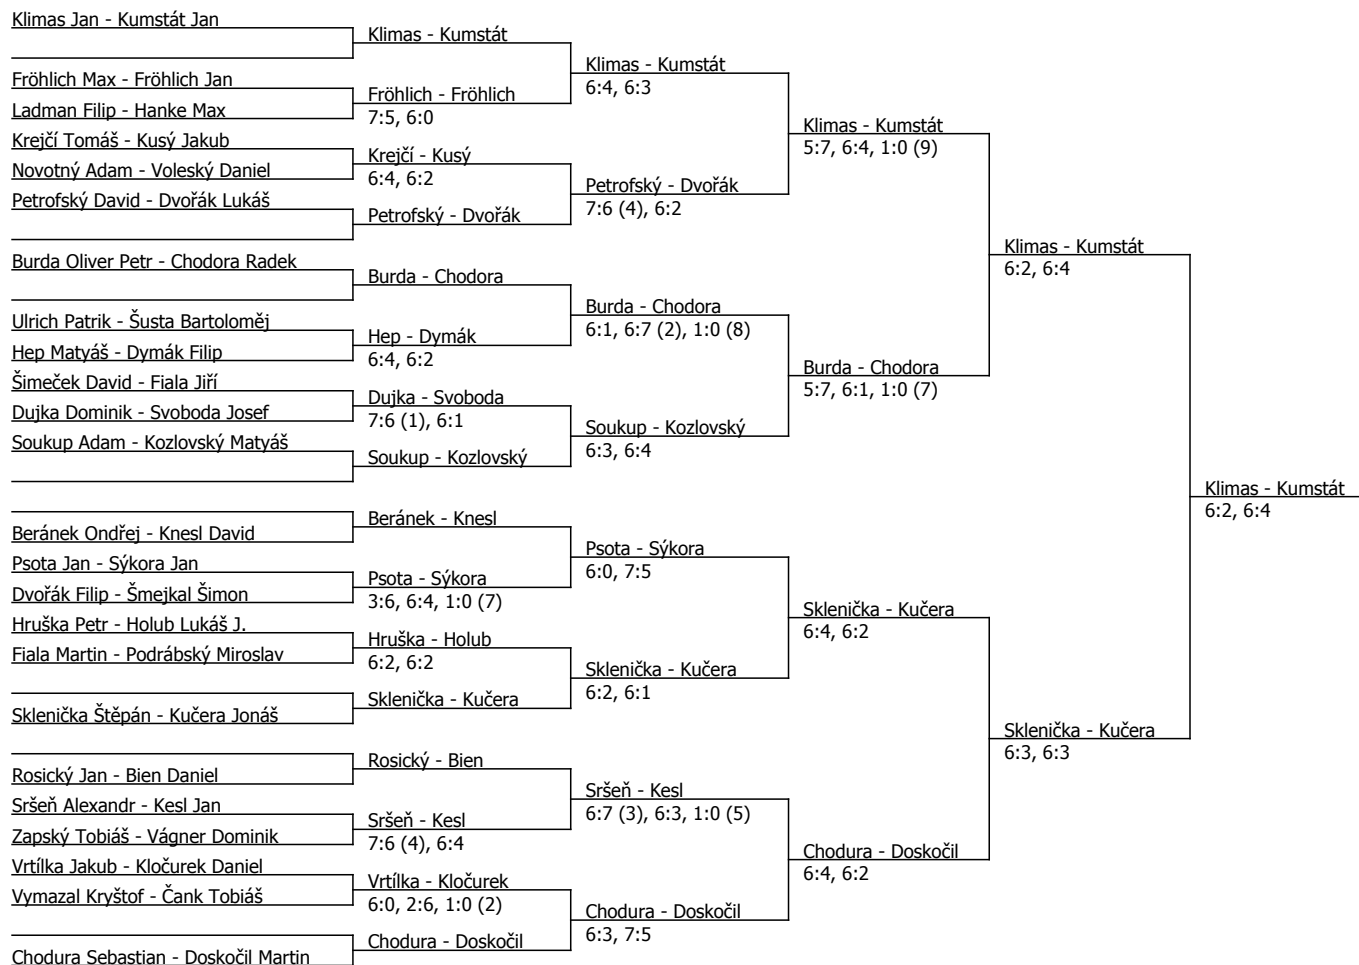 Klimas Jan - Kumstát Jan
Fröhlich Max - Fröhlich Jan
Ladman Filip - Hanke Max
Krejčí Tomáš - Kusý Jakub
Novotný Adam - Voleský Daniel
Petrofský David - Dvořák Lukáš
Burda Oliver Petr - Chodora Radek
Ulrich Patrik - Šusta Bartoloměj
Hep Matyáš - Dymák Filip
Šimeček David - Fiala Jiří
Dujka Dominik - Svoboda Josef
Soukup Adam - Kozlovský Matyáš
Beránek Ondřej - Knesl David
Psota Jan - Sýkora Jan
Dvořák Filip - Šmejkal Šimon
Hruška Petr - Holub Lukáš J.
Fiala Martin - Podrábský Miroslav
Sklenička Štěpán - Kučera Jonáš
Rosický Jan - Bien Daniel
Sršeň Alexandr - Kesl Jan
Zapský Tobiáš - Vágner Dominik
Vrtílka Jakub - Kločurek Daniel
Vymazal Kryštof - Čank Tobiáš
Chodura Sebastian - Doskočil Martin
Klimas - Kumstát
Fröhlich - Fröhlich
7:5, 6:0
Krejčí - Kusý
6:4, 6:2
Petrofský - Dvořák
Burda - Chodora
Hep - Dymák
6:4, 6:2
Dujka - Svoboda
7:6 (1), 6:1
Soukup - Kozlovský
Beránek - Knesl
Psota - Sýkora
3:6, 6:4, 1:0 (7)
Hruška - Holub
6:2, 6:2
Sklenička - Kučera
Rosický - Bien
Sršeň - Kesl
7:6 (4), 6:4
Vrtílka - Kločurek
6:0, 2:6, 1:0 (2)
Chodura - Doskočil
Klimas - Kumstát
6:4, 6:3
Petrofský - Dvořák
7:6 (4), 6:2
Burda - Chodora
6:1, 6:7 (2), 1:0 (8)
Soukup - Kozlovský
6:3, 6:4
Psota - Sýkora
6:0, 7:5
Sklenička - Kučera
6:2, 6:1
Sršeň - Kesl
6:7 (3), 6:3, 1:0 (5)
Chodura - Doskočil
6:3, 7:5
Klimas - Kumstát
5:7, 6:4, 1:0 (9)
Burda - Chodora
5:7, 6:1, 1:0 (7)
Sklenička - Kučera
6:4, 6:2
Chodura - Doskočil
6:4, 6:2
Klimas - Kumstát
6:2, 6:4
Sklenička - Kučera
6:3, 6:3
Klimas - Kumstát
6:2, 6:4